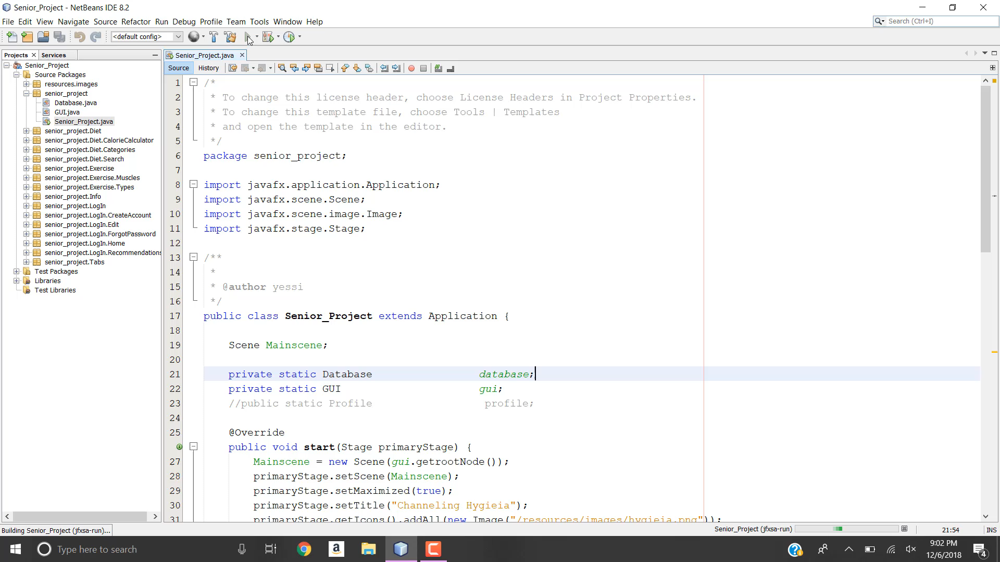 Senior_Project - NetBeans IDE 8.2
File Edit View Navigate Source Refactor Run Debug Profile Team Tools Window Help
Search (Ctrl+I)
<default config>
Projects Services
Senior_Project.java
Source History
Senior_Project
Source Packages
resources.images
senior_project
Database.java
GUI.java
Senior_Project.java
senior_project.Diet
senior_project.Diet.CalorieCalculator
senior_project.Diet.Categories
senior_project.Diet.Search
senior_project.Exercise
senior_project.Exercise.Muscles
senior_project.Exercise.Types
senior_project.Info
senior_project.LogIn
senior_project.LogIn.CreateAccount
senior_project.LogIn.Edit
senior_project.LogIn.ForgotPassword
senior_project.LogIn.Home
senior_project.LogIn.Recommendations
senior_project.Tabs
Test Packages
Libraries
Test Libraries
1 /*
2 * To change this license header, choose License Headers in Project Properties.
3 * To change this template file, choose Tools | Templates
4 * and open the template in the editor.
5 */
6 package senior_project;
7
8 import javafx.application.Application;
9 import javafx.scene.Scene;
10 import javafx.scene.image.Image;
11 import javafx.stage.Stage;
12
13 /**
14 *
15 * @author yessi
16 */
17 public class Senior_Project extends Application {
18
19 Scene Mainscene;
20
21 private static Database database;
22 private static GUI gui;
23 //public static Profile profile;
24
25 @Override
public void start(Stage primaryStage) {
27 Mainscene = new Scene(gui.getrootNode());
28 primaryStage.setScene(Mainscene);
29 primaryStage.setMaximized(true);
30 primaryStage.setTitle("Channeling Hygieia");
31 primaryStage.getIcons().addAll(new Image("/resources/images/hygieia.png"));
Building Senior_Project (jfxsa-run)...
Senior_Project (jfxsa-run)
21:54
INS
Type here to search
9:02 PM
12/6/2018
4